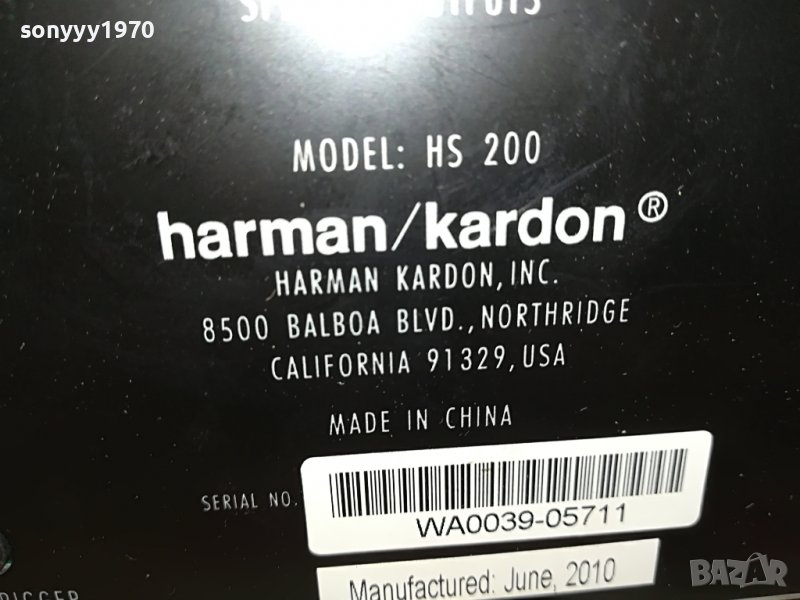 sonyyy1970
MODEL: HS 200
harman/kardon®
HARMAN KARDON, INC.
8500 BALBOA BLVD., NORTHRIDGE
CALIFORNIA 91329, USA
MADE IN CHINA
SERIAL NO.
WA0039-05711
Manufactured: June, 2010
BAZAR